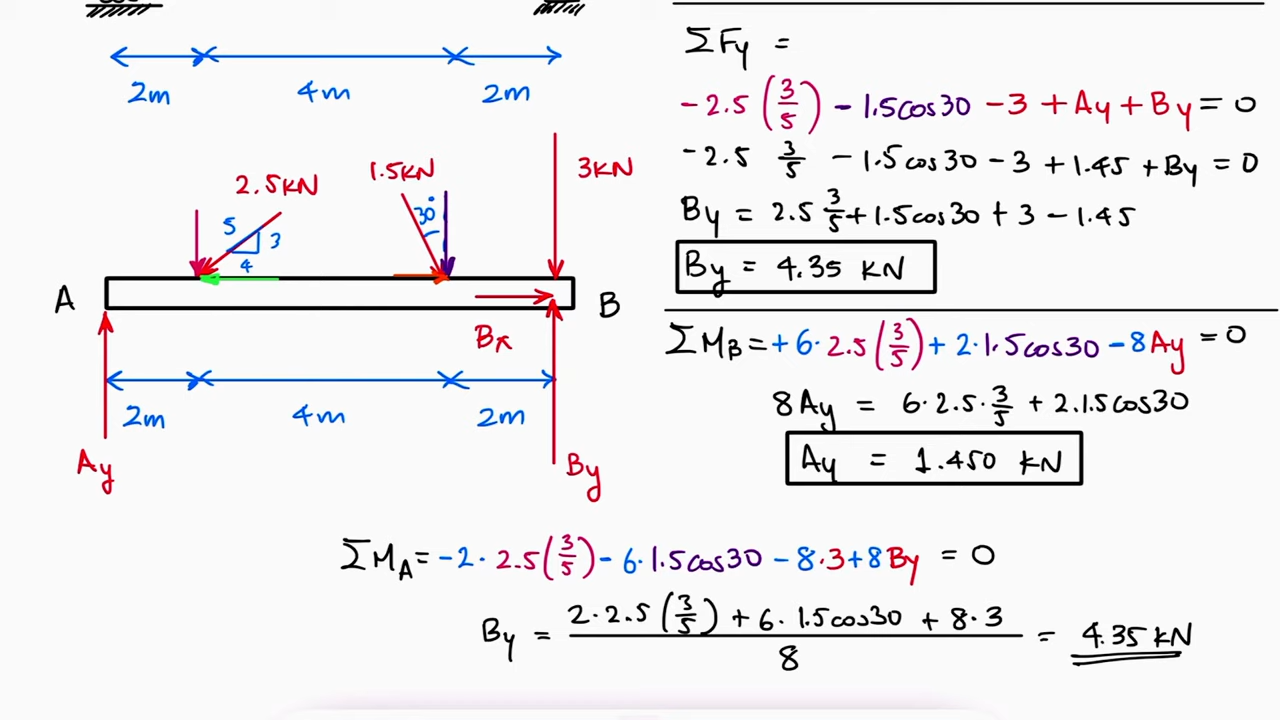 2m 4m 2m
2.5KN 1.5KN 3KN
5 3 4 30°
A B
Bx
2m 4m 2m
Ay By
ΣFy =
-2.5(3/5) - 1.5cos30 - 3 + Ay + By = 0
-2.5 3/5 - 1.5cos30 - 3 + 1.45 + By = 0
By = 2.5 3/5 + 1.5cos30 + 3 - 1.45
By = 4.35 KN
ΣMB = +6·2.5(3/5) + 2·1.5cos30 - 8Ay = 0
8Ay = 6·2.5·3/5 + 2.1.5cos30
Ay = 1.450 KN
ΣMA = -2·2.5(3/5) - 6·1.5cos30 - 8·3 + 8By = 0
By = 2·2.5(3/5) + 6·1.5cos30 + 8·3 / 8 = 4.35 KN